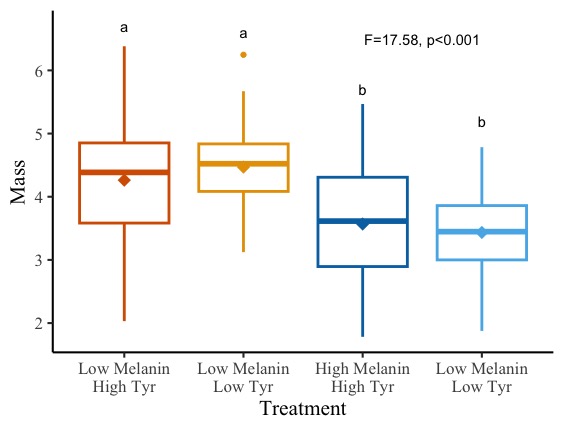 a
a
F=17.58, p<0.001
b
b
6
5
4
3
2
Mass
Low Melanin
High Tyr
Low Melanin
Low Tyr
High Melanin
High Tyr
Low Melanin
Low Tyr
Treatment